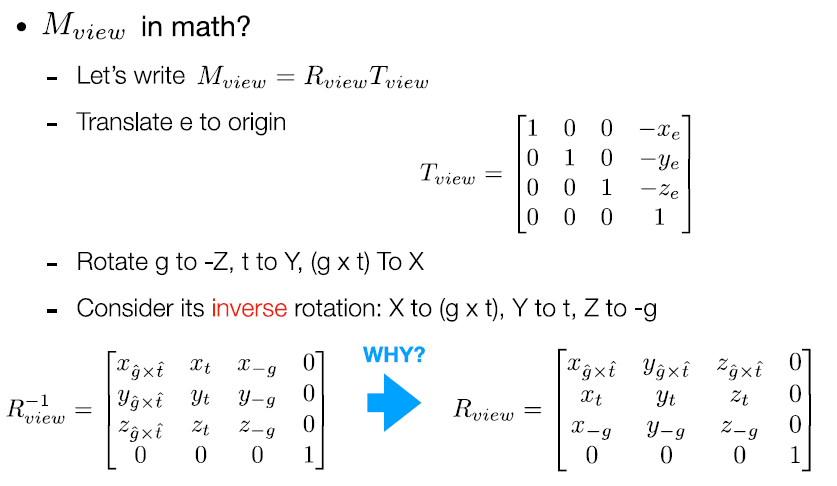 • $M_{view}$ in math?
- Let's write $M_{view} = R_{view}T_{view}$
- Translate e to origin
$T_{view} = \begin{bmatrix} 1 & 0 & 0 & -x_e \\ 0 & 1 & 0 & -y_e \\ 0 & 0 & 1 & -z_e \\ 0 & 0 & 0 & 1 \end{bmatrix}$
- Rotate g to -Z, t to Y, (g x t) To X
- Consider its inverse rotation: X to (g x t), Y to t, Z to -g
WHY?
$R_{view}^{-1} = \begin{bmatrix} x_{\hat{g}\times\hat{t}} & x_t & x_{-g} & 0 \\ y_{\hat{g}\times\hat{t}} & y_t & y_{-g} & 0 \\ z_{\hat{g}\times\hat{t}} & z_t & z_{-g} & 0 \\ 0 & 0 & 0 & 1 \end{bmatrix}$
$R_{view} = \begin{bmatrix} x_{\hat{g}\times\hat{t}} & y_{\hat{g}\times\hat{t}} & z_{\hat{g}\times\hat{t}} & 0 \\ x_t & y_t & z_t & 0 \\ x_{-g} & y_{-g} & z_{-g} & 0 \\ 0 & 0 & 0 & 1 \end{bmatrix}$